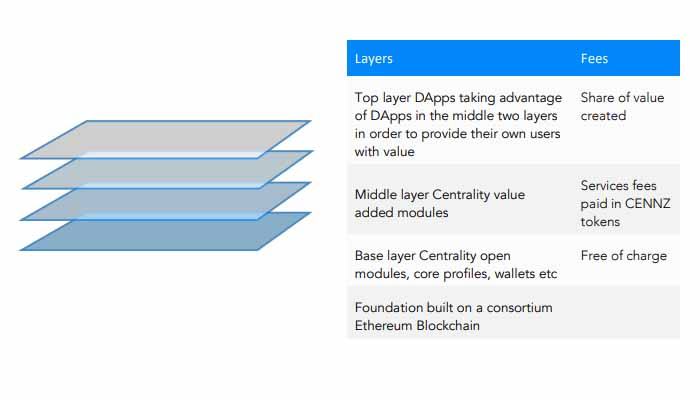 Layers Fees
Top layer DApps taking advantage
of DApps in the middle two layers
in order to provide their own users
with value
Share of value
created
Middle layer Centrality value
added modules
Services fees
paid in CENNZ
tokens
Base layer Centrality open
modules, core profiles, wallets etc
Free of charge
Foundation built on a consortium
Ethereum Blockchain